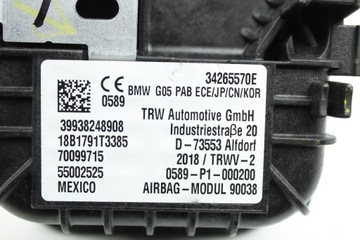 34265570E
CE BMW G05 PAB ECE/JP/CN/KOR
0589
TRW Automotive GmbH
39938248908 Industriestraße 20
18B1791T3385 D-73553 Alfdorf
70099715 2018 / TRWV-2
55002525 0589-P1-000200
MEXICO AIRBAG-MODUL 90038